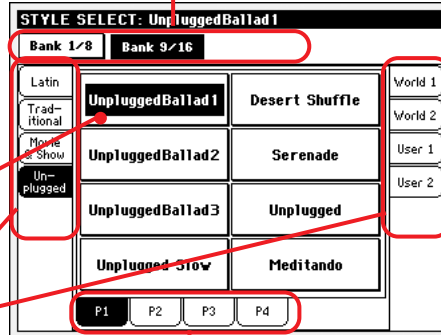 STYLE SELECT: UnpluggedBallad1
Bank 1/8 Bank 9/16
Latin
Trad-
itional
Movie
& Show
Un-
plugged
UnpluggedBallad1 Desert Shuffle
UnpluggedBallad2 Serenade
UnpluggedBallad3 Unplugged
Unplugged Slow Meditando
World 1
World 2
User 1
User 2
P1 P2 P3 P4